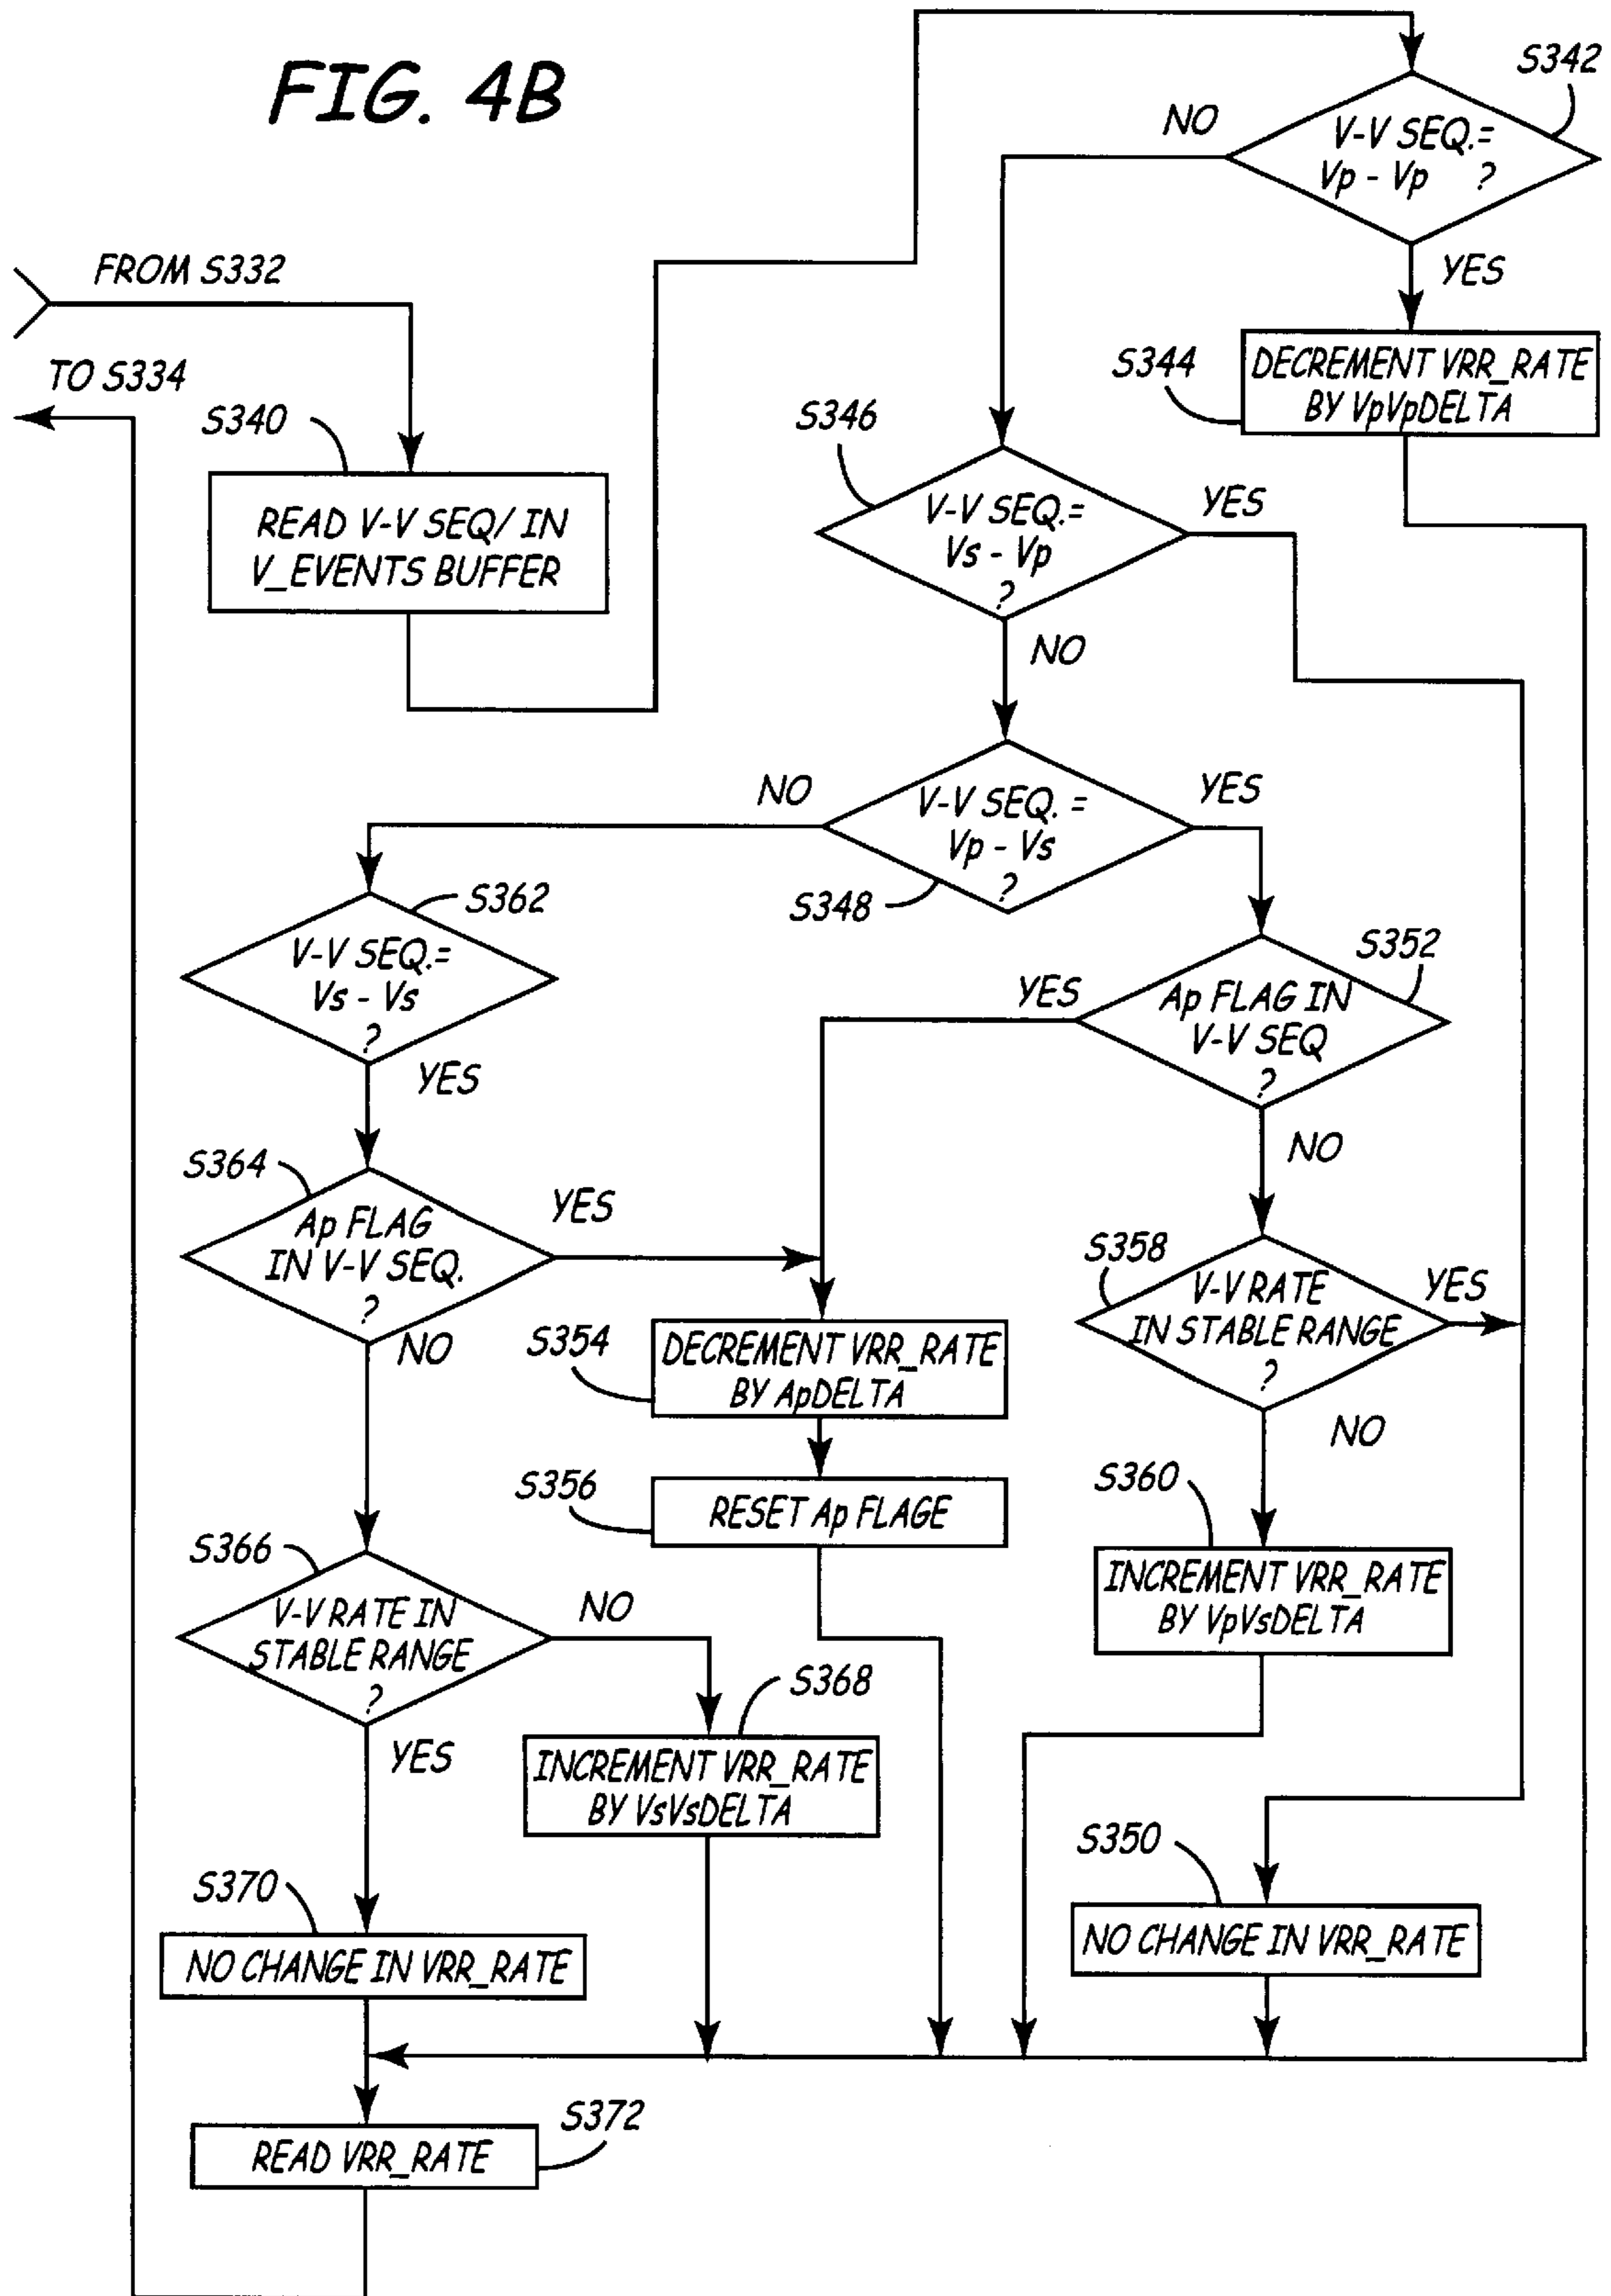 FIG. 4B
S342
NO
V-V SEQ.=
Vp - Vp ?
YES
FROM S332
TO S334
S344
DECREMENT VRR_RATE
BY VpVpDELTA
S340
READ V-V SEQ/ IN
V_EVENTS BUFFER
S346
V-V SEQ.=
Vs - Vp
?
YES
NO
NO
V-V SEQ. =
Vp - Vs
?
YES
S348
S362
V-V SEQ.=
Vs - Vs
?
YES
S352
YES
Ap FLAG IN
V-V SEQ
?
NO
S364
Ap FLAG
IN V-V SEQ.
?
YES
NO
S358
V-V RATE
IN STABLE RANGE
?
YES
NO
S354
DECREMENT VRR_RATE
BY ApDELTA
S356
RESET Ap FLAGE
S360
INCREMENT VRR_RATE
BY VpVsDELTA
S366
V-V RATE IN
STABLE RANGE
?
NO
YES
S368
INCREMENT VRR_RATE
BY VsVsDELTA
S350
NO CHANGE IN VRR_RATE
S370
NO CHANGE IN VRR_RATE
S372
READ VRR_RATE